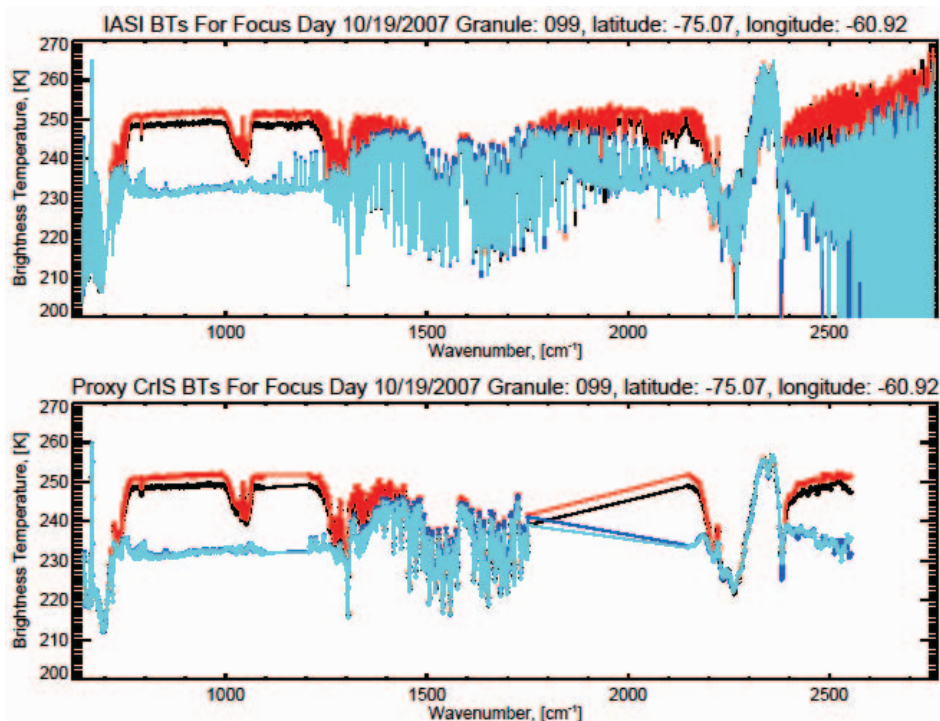 IASI BTs For Focus Day 10/19/2007 Granule: 099, latitude: -75.07, longitude: -60.92
270
260
250
240
230
220
210
200
Brightness Temperature, [K]
1000 1500 2000 2500
Wavenumber, [cm⁻¹]
Proxy CrIS BTs For Focus Day 10/19/2007 Granule: 099, latitude: -75.07, longitude: -60.92
270
260
250
240
230
220
210
200
Brightness Temperature, [K]
1000 1500 2000 2500
Wavenumber, [cm⁻¹]